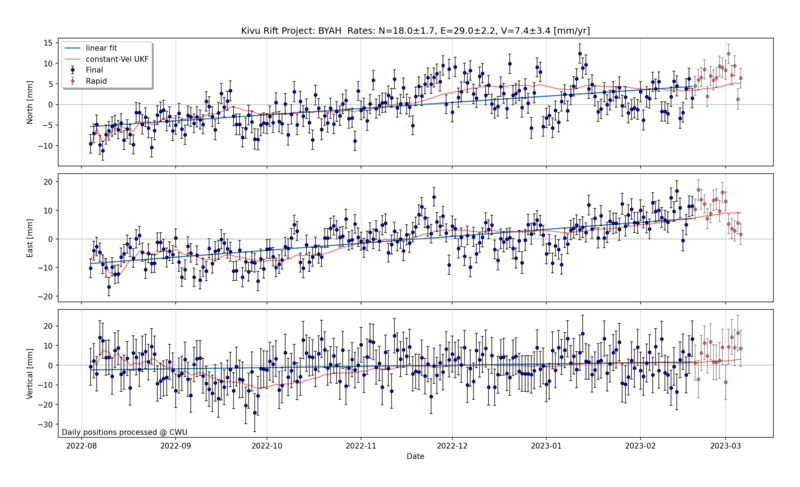 Kivu Rift Project: BYAH  Rates: N=18.0±1.7, E=29.0±2.2, V=7.4±3.4 [mm/yr]
linear fit
constant-Vel UKF
Final
Rapid
North [mm]
15
10
5
0
−5
−10
East [mm]
20
10
0
−10
−20
Vertical [mm]
20
10
0
−10
−20
−30
Daily positions processed @ CWU
2022-08
2022-09
2022-10
2022-11
2022-12
2023-01
2023-02
2023-03
Date